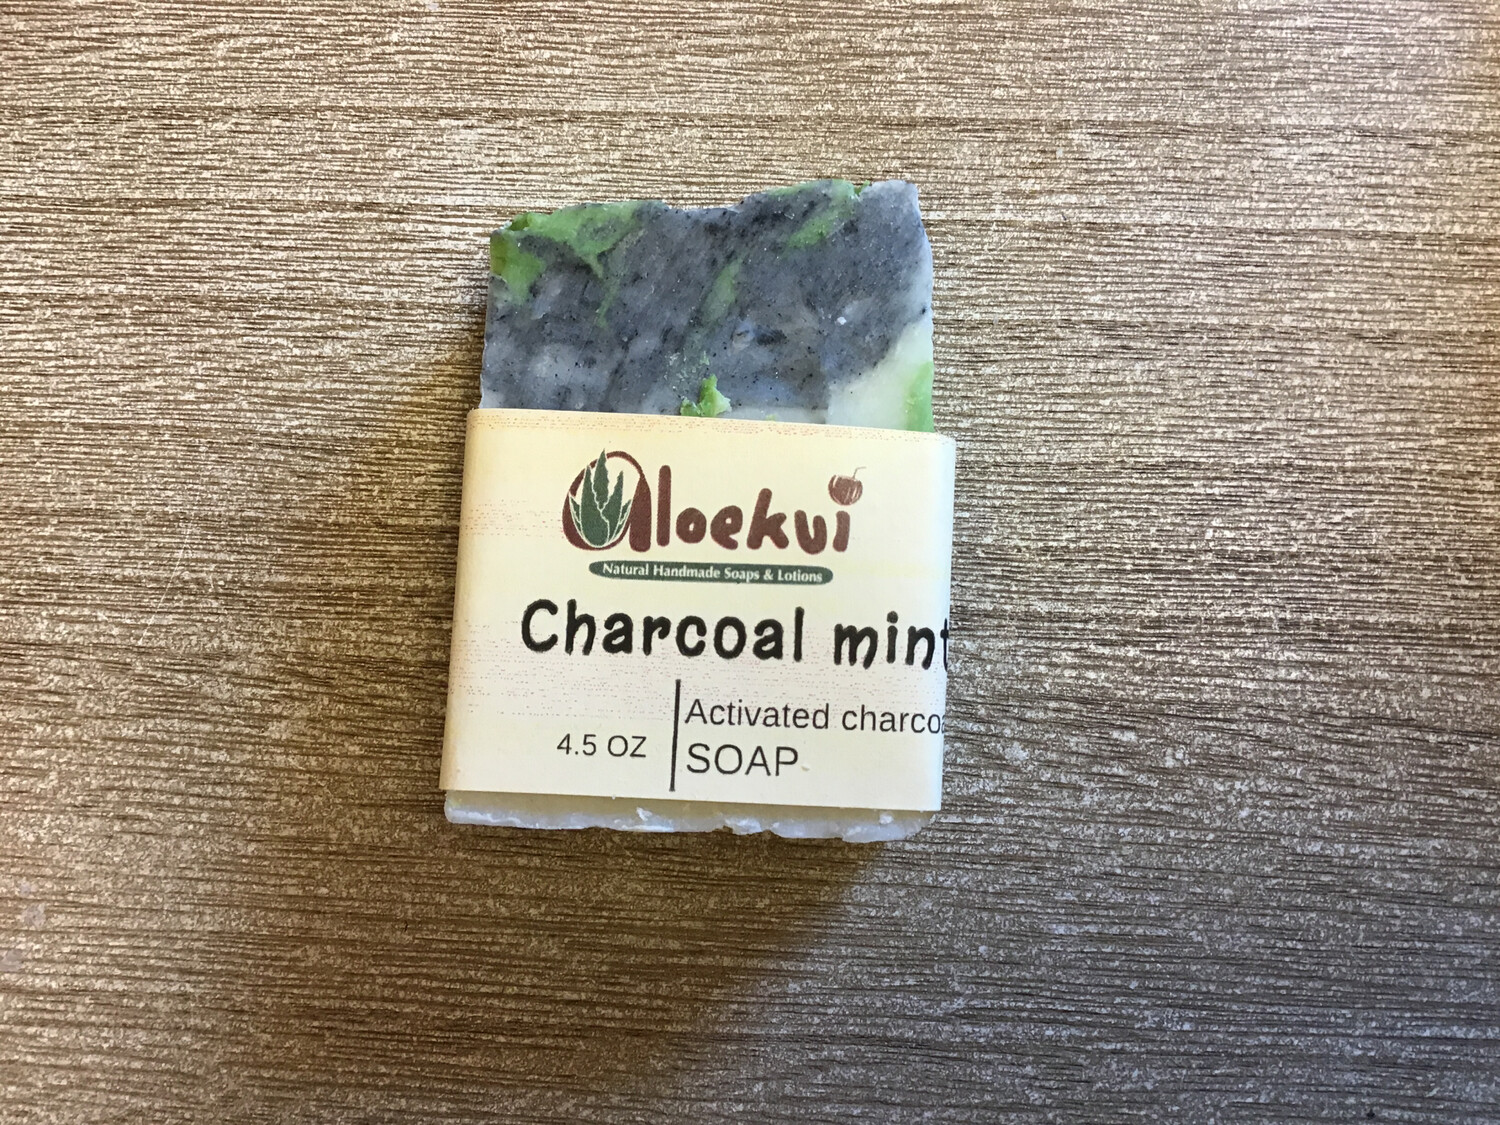 Aloekui
Natural Handmade Soaps & Lotions
Charcoal mint
Activated charcoa
4.5 OZ
SOAP